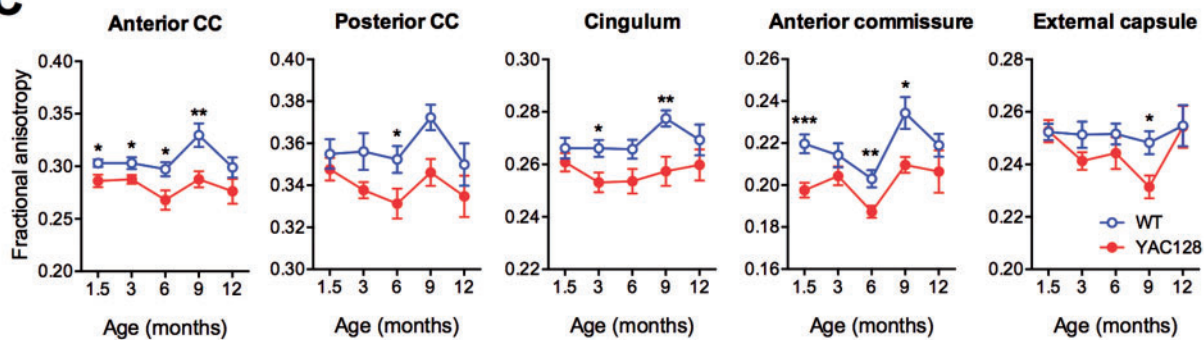 C
Anterior CC
Posterior CC
Cingulum
Anterior commissure
External capsule
Fractional anisotropy
0.40
0.35
0.30
0.25
0.20
* * * **
1.5 3 6 9 12
Age (months)
0.40
0.38
0.36
0.34
0.32
0.30
*
1.5 3 6 9 12
Age (months)
0.30
0.28
0.26
0.24
0.22
* **
1.5 3 6 9 12
Age (months)
0.26
0.24
0.22
0.20
0.18
0.16
*** ** *
1.5 3 6 9 12
Age (months)
0.28
0.26
0.24
0.22
0.20
*
WT
YAC128
1.5 3 6 9 12
Age (months)